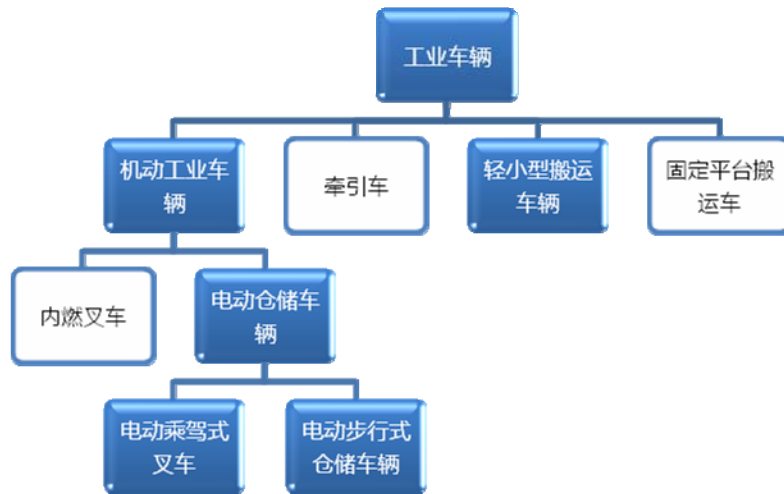 工业车辆
机动工业车
辆
牵引车
轻小型搬运
车辆
固定平台搬
运车
内燃叉车
电动仓储车
辆
电动乘驾式
叉车
电动步行式
仓储车辆